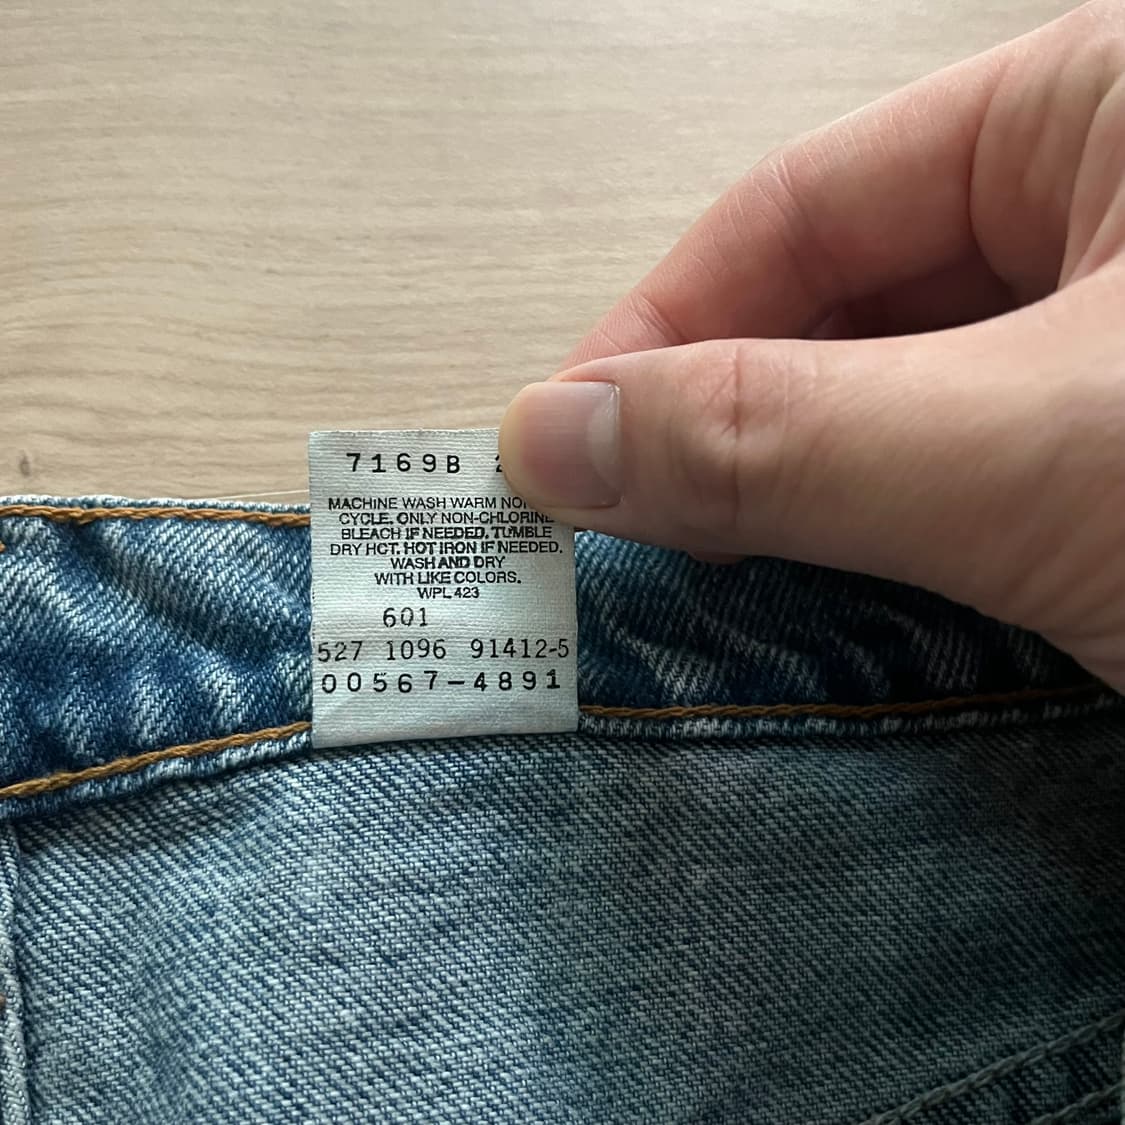 7169B
MACHINE WASH WARM
CYCLE. ONLY NON-CHLORINE
BLEACH IF NEEDED. TUMBLE
DRY HOT. HOT IRON IF NEEDED.
WASH AND DRY
WITH LIKE COLORS.
WPL 423
601
527 1096 91412-5
00567-4891